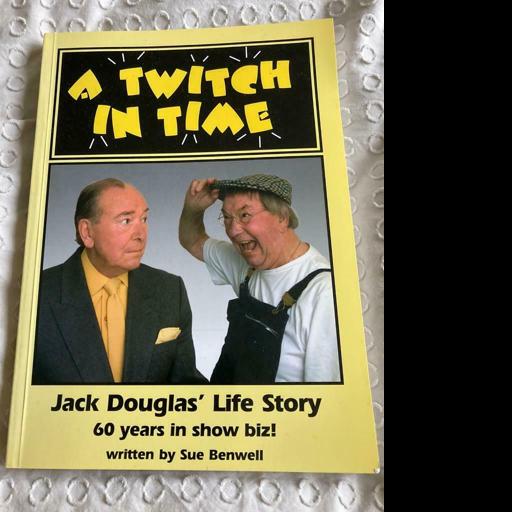 A TWITCH
IN TIME
Jack Douglas' Life Story
60 years in show biz!
written by Sue Benwell